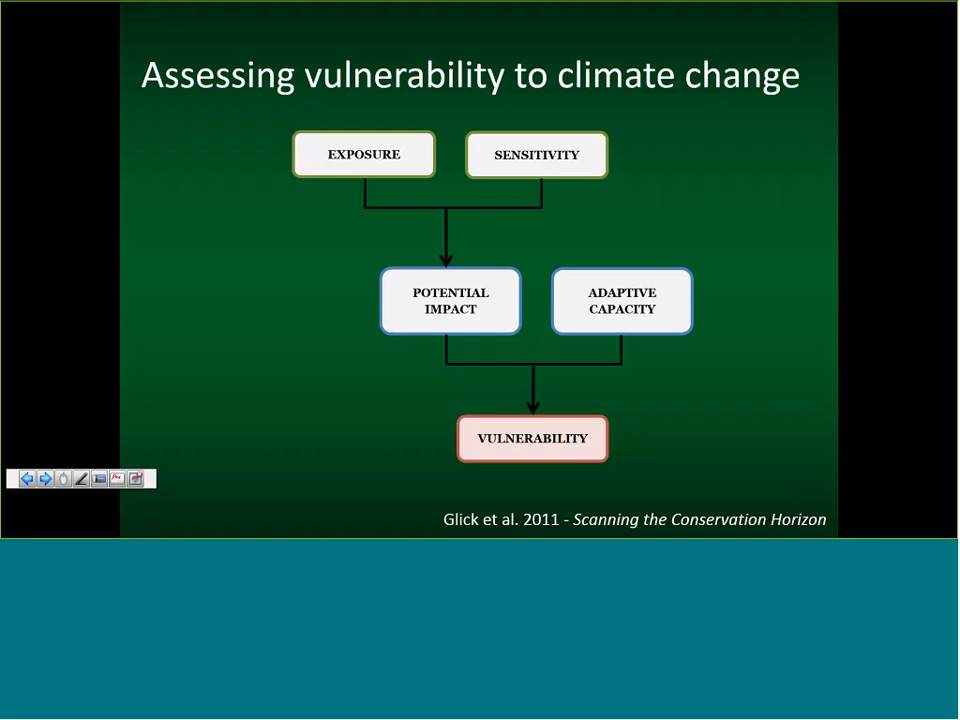 Assessing vulnerability to climate change
EXPOSURE
SENSITIVITY
POTENTIAL
IMPACT
ADAPTIVE
CAPACITY
VULNERABILITY
Glick et al. 2011 - Scanning the Conservation Horizon